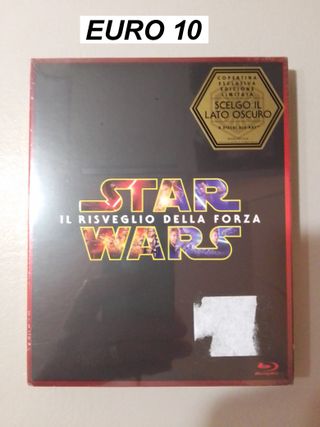 EURO 10
COPERTINA
ESCLUSIVA
EDIZIONE
LIMITATA
SCELGO IL
LATO OSCURO
STAR
IL RISVEGLIO DELLA FORZA
WARS